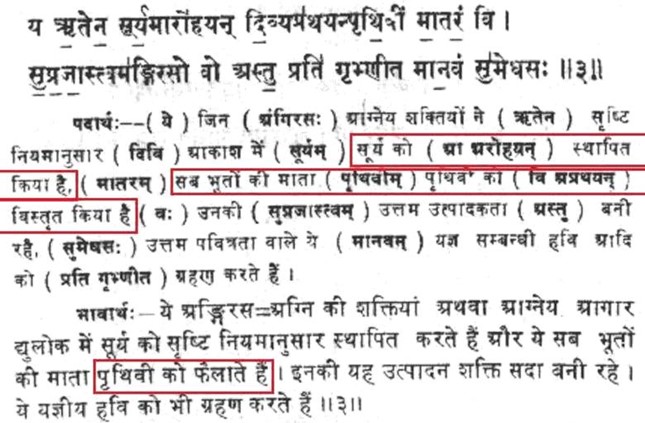 य ऋतेन सूर्यमारोहयन् दिव्यप्रथयन्पृथिवीं मातरं वि ।
सुप्रजास्त्वमङ्गिरसो वो अस्तु प्रति गृभ्णीत मानवं सुमेधसः ॥३॥
पदार्थः--( ये ) जिन ( अंगिरसः ) आग्नेय शक्तियों ने ( ऋतेन ) सृष्टि
नियमानुसार ( दिवि ) आकाश में ( सूर्यम् ) सूर्य को ( आ अरोहयन् ) स्थापित
किया है, ( मातरम् ) सब भूतों की माता ( पृथिवीम् ) पृथिवी को ( वि अप्रथयन् )
विस्तृत किया है ( वः ) उनकी ( सुप्रजास्त्वम् ) उत्तम उत्पादकता ( अस्तु ) बनी
रहै, ( सुमेधसः ) उत्तम पवित्रता वाले ये ( मानवम् ) यज्ञ सम्बन्धी हवि आदि
को ( प्रति गृभ्णीत ) ग्रहण करते हैं ।
भावार्थः—ये अङ्गिरस=अग्नि की शक्तियां अथवा आग्नेय आगार
द्युलोक में सूर्य को सृष्टि नियमानुसार स्थापित करते हैं और ये सब भूतों
की माता पृथिवी को फैलाते हैं । इनकी यह उत्पादन शक्ति सदा बनी रहे ।
ये यज्ञीय हवि को भी ग्रहण करते हैं ॥३॥